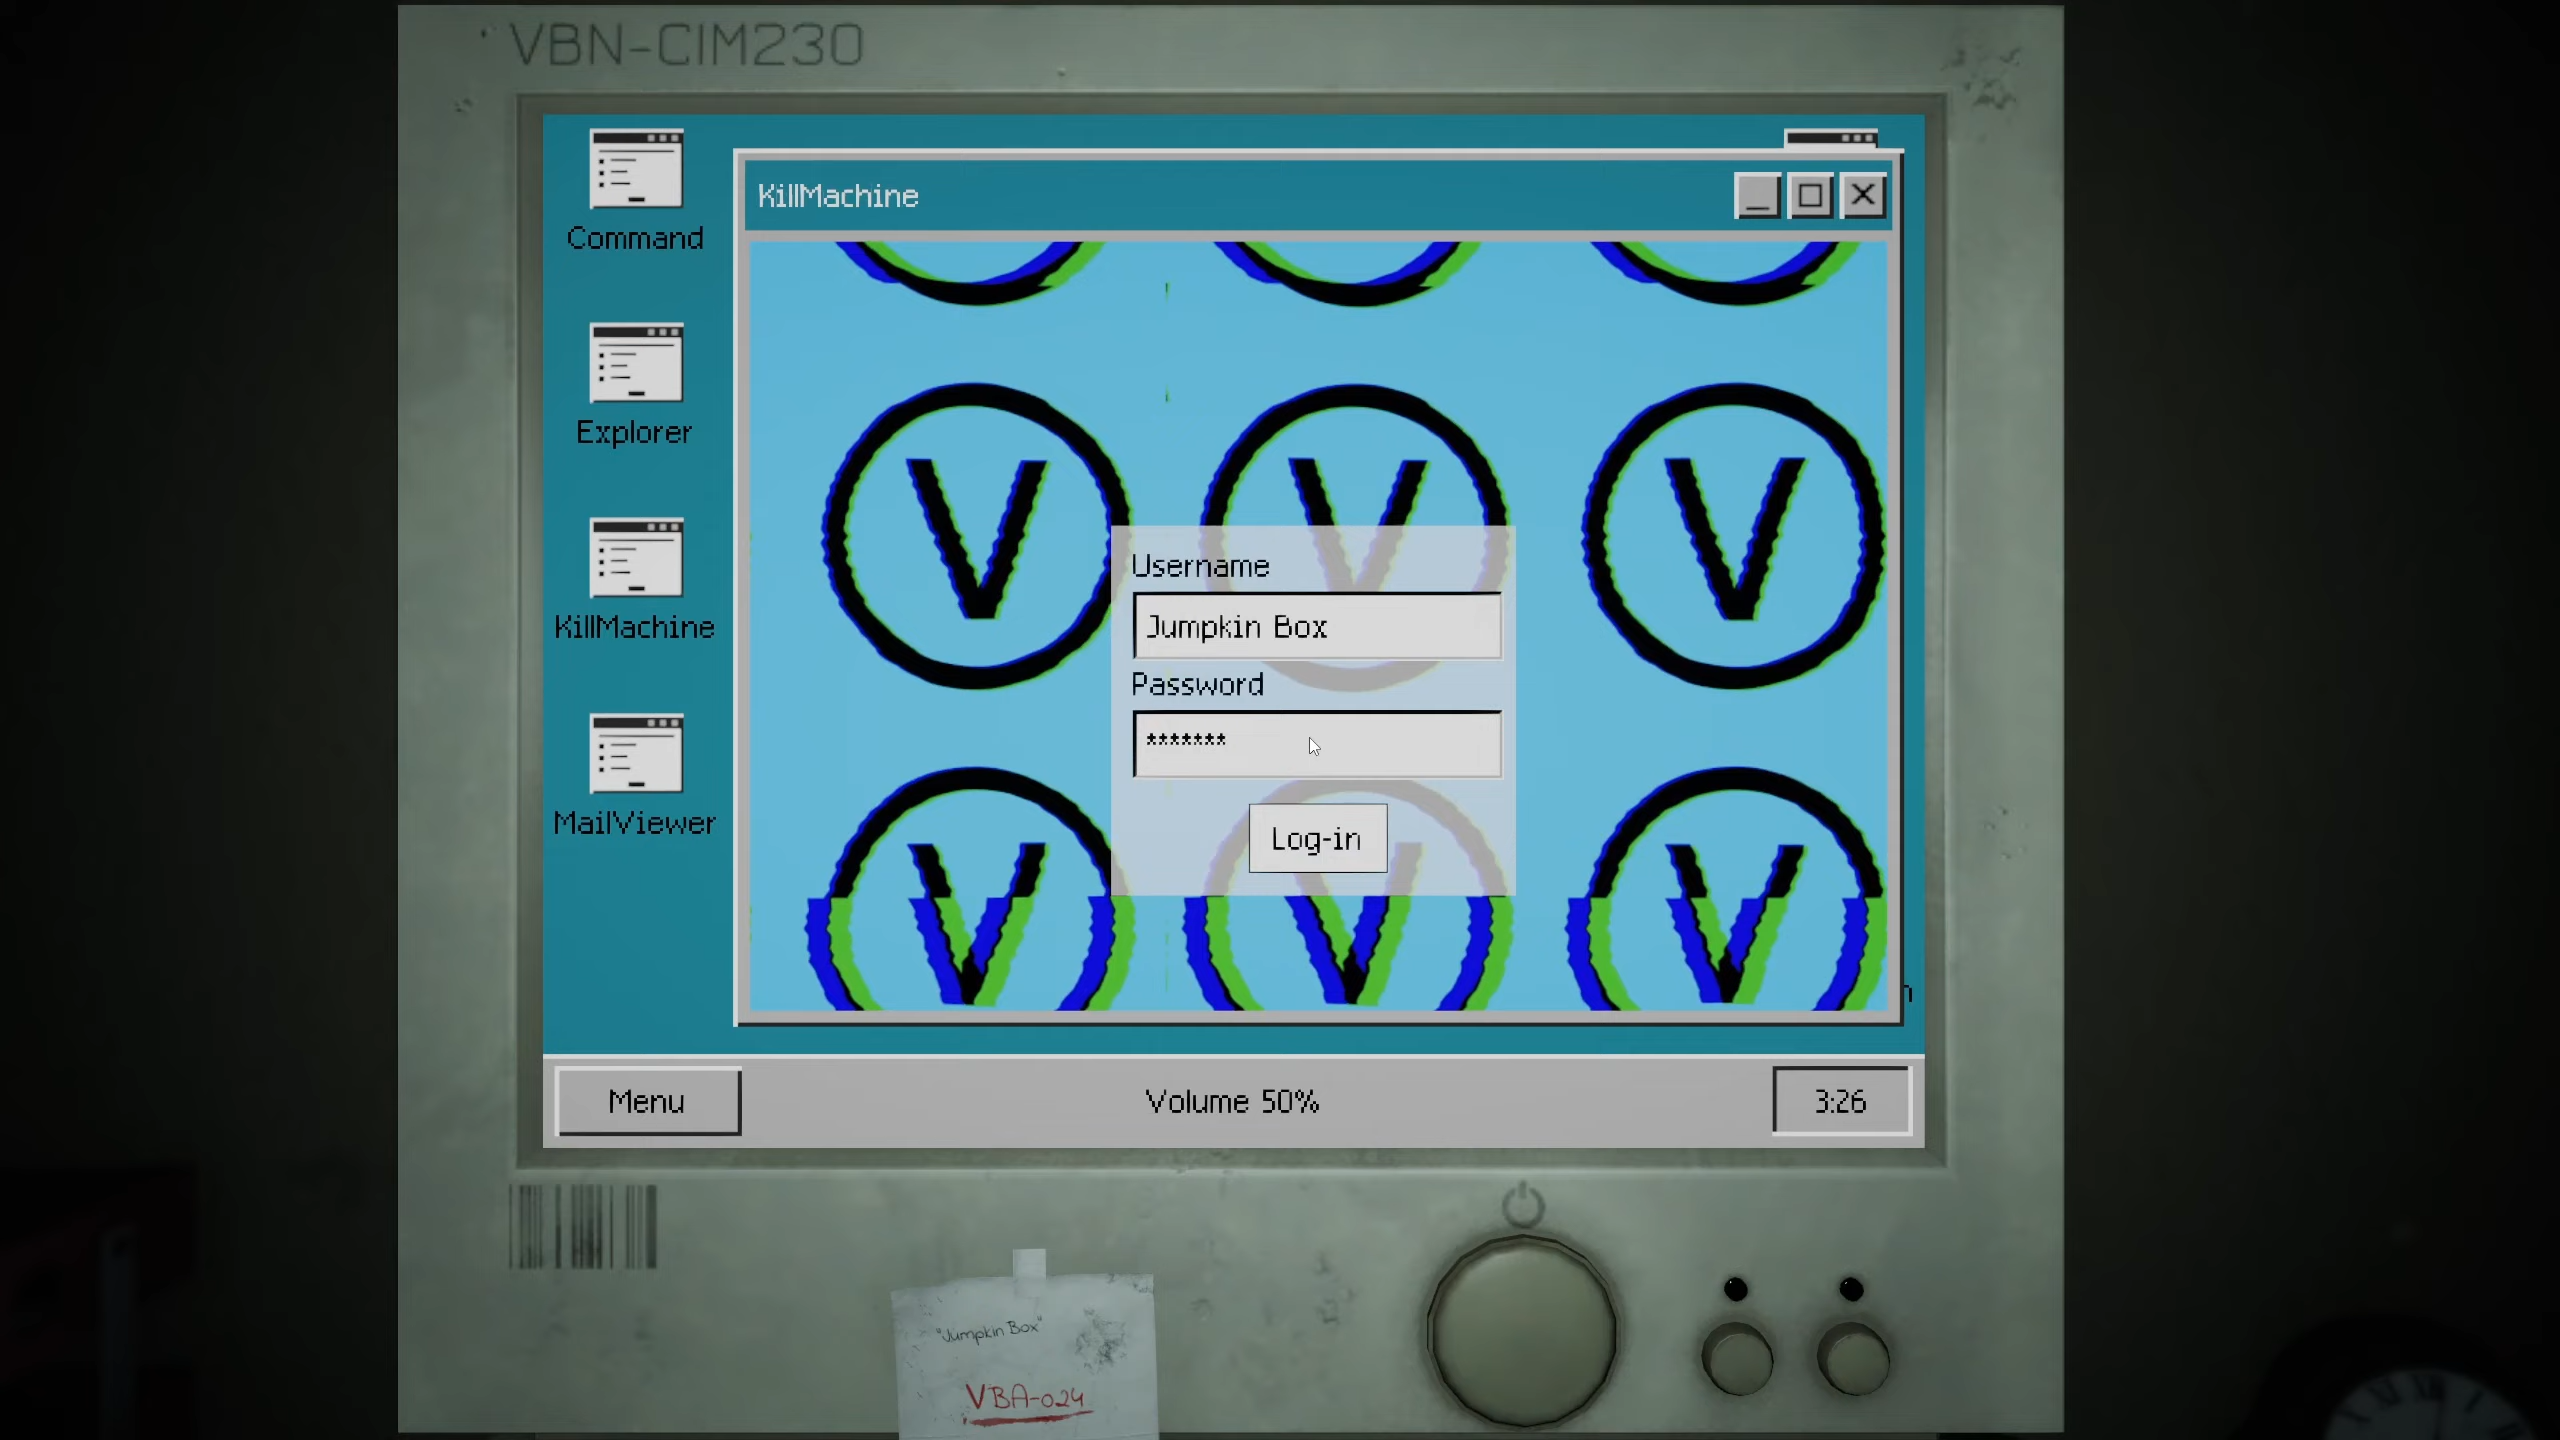 VBN-CIM230
Command
Explorer
KillMachine
MailViewer
KillMachine
V V V
Username
Jumpkin Box
Password
*******
Log-in
V V V
n
Menu
Volume 50%
3:26
"Jumpkin Box"
VBA-024